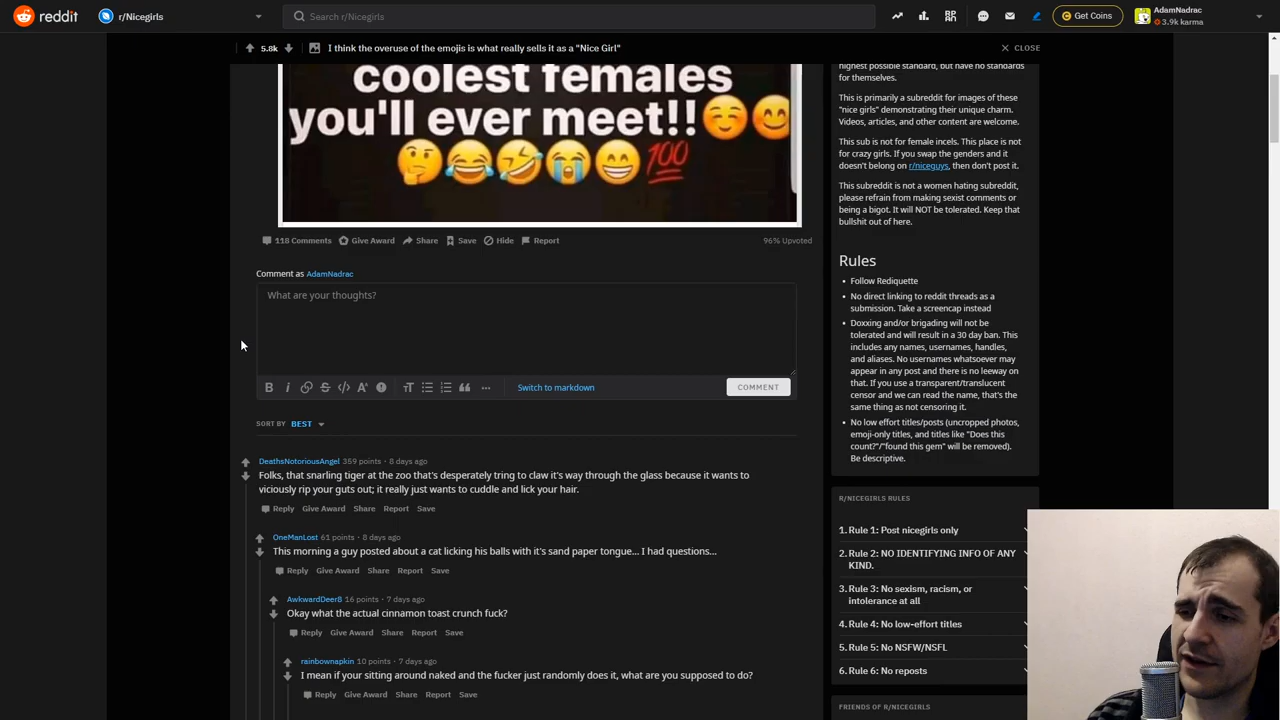 reddit
r/Nicegirls
Search r/Nicegirls
Get Coins
AdamNadrac
3.9k karma
5.8k
I think the overuse of the emojis is what really sells it as a "Nice Girl"
CLOSE
coolest females
you'll ever meet!!☺️😊
🤔😂🤣😭😁💯
118 Comments
Give Award
Share
Save
Hide
Report
96% Upvoted
Comment as AdamNadrac
What are your thoughts?
Switch to markdown
COMMENT
SORT BY BEST
DeathsNotoriousAngel 359 points · 8 days ago
Folks, that snarling tiger at the zoo that's desperately tring to claw it's way through the glass because it wants to
viciously rip your guts out; it really just wants to cuddle and lick your hair.
Reply Give Award Share Report Save
OneManLost 61 points · 8 days ago
This morning a guy posted about a cat licking his balls with it's sand paper tongue... I had questions...
Reply Give Award Share Report Save
AwkwardDeer8 16 points · 7 days ago
Okay what the actual cinnamon toast crunch fuck?
Reply Give Award Share Report Save
rainbownapkin 10 points · 7 days ago
I mean if your sitting around naked and the fucker just randomly does it, what are you supposed to do?
Reply Give Award Share Report Save
highest possible standard, but have no standards
for themselves.
This is primarily a subreddit for images of these
"nice girls" demonstrating their unique charm.
Videos, articles, and other content are welcome.
This sub is not for female incels. This place is not
for crazy girls. If you swap the genders and it
doesn't belong on r/niceguys, then don't post it.
This subreddit is not a women hating subreddit,
please refrain from making sexist comments or
being a bigot. It will NOT be tolerated. Keep that
bullshit out of here.
Rules
• Follow Rediquette
• No direct linking to reddit threads as a
submission. Take a screencap instead
• Doxxing and/or brigading will not be
tolerated and will result in a 30 day ban. This
includes any names, usernames, handles,
and aliases. No usernames whatsoever may
appear in any post and there is no leeway on
that. If you use a transparent/translucent
censor and we can read the name, that's the
same thing as not censoring it.
• No low effort titles/posts (uncropped photos,
emoji-only titles, and titles like "Does this
count?"/"found this gem" will be removed).
Be descriptive.
R/NICEGIRLS RULES
1. Rule 1: Post nicegirls only
2. Rule 2: NO IDENTIFYING INFO OF ANY
KIND.
3. Rule 3: No sexism, racism, or
intolerance at all
4. Rule 4: No low-effort titles
5. Rule 5: No NSFW/NSFL
6. Rule 6: No reposts
FRIENDS OF R/NICEGIRLS